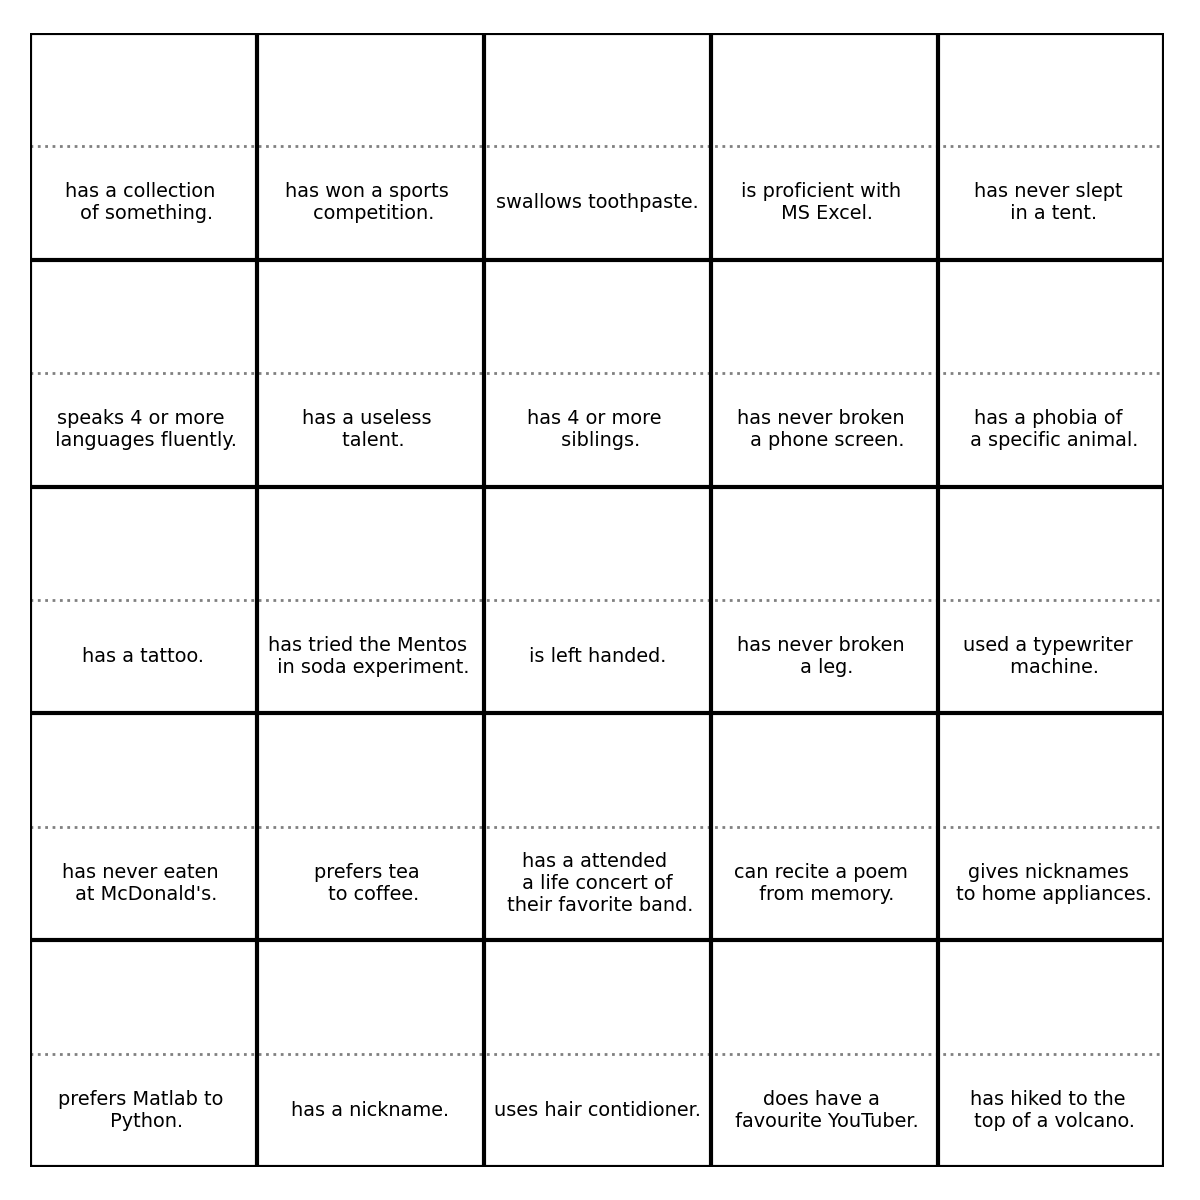 has a collection
of something.
has won a sports
competition.
swallows toothpaste.
is proficient with
MS Excel.
has never slept
in a tent.
speaks 4 or more
languages fluently.
has a useless
talent.
has 4 or more
siblings.
has never broken
a phone screen.
has a phobia of
a specific animal.
has a tattoo.
has tried the Mentos
in soda experiment.
is left handed.
has never broken
a leg.
used a typewriter
machine.
has never eaten
at McDonald's.
prefers tea
to coffee.
has a attended
a life concert of
their favorite band.
can recite a poem
from memory.
gives nicknames
to home appliances.
prefers Matlab to
Python.
has a nickname.
uses hair contidioner.
does have a
favourite YouTuber.
has hiked to the
top of a volcano.